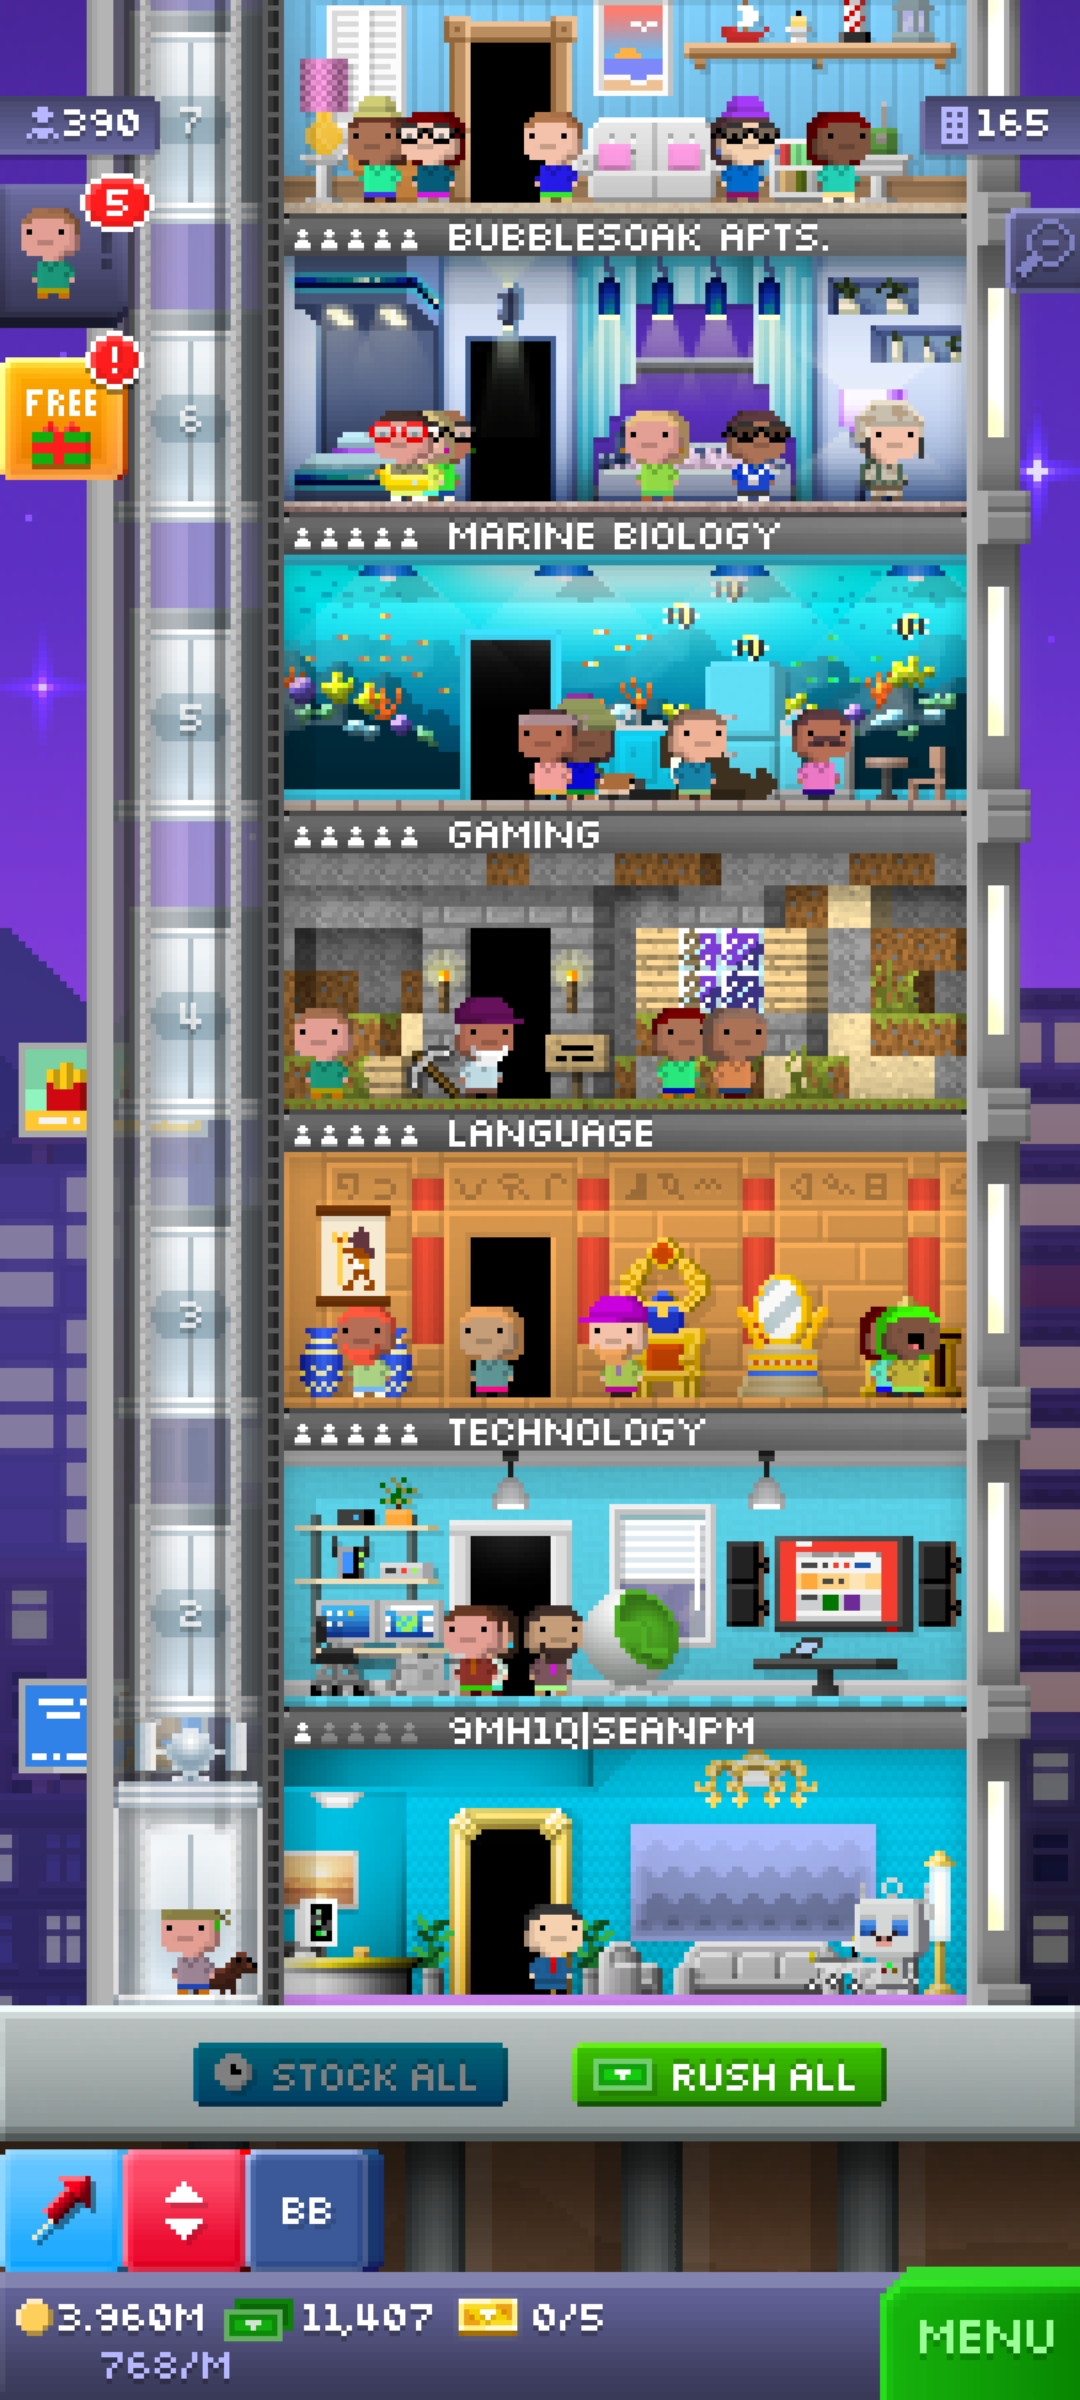 7
390
165
5
BUBBLESOAK APTS.
!
FREE
6
MARINE BIOLOGY
5
GAMING
4
LANGUAGE
3
TECHNOLOGY
2
9MH1Q|SEANPM
STOCK ALL
RUSH ALL
BB
3.960M
11,407
0/5
MENU
768/M